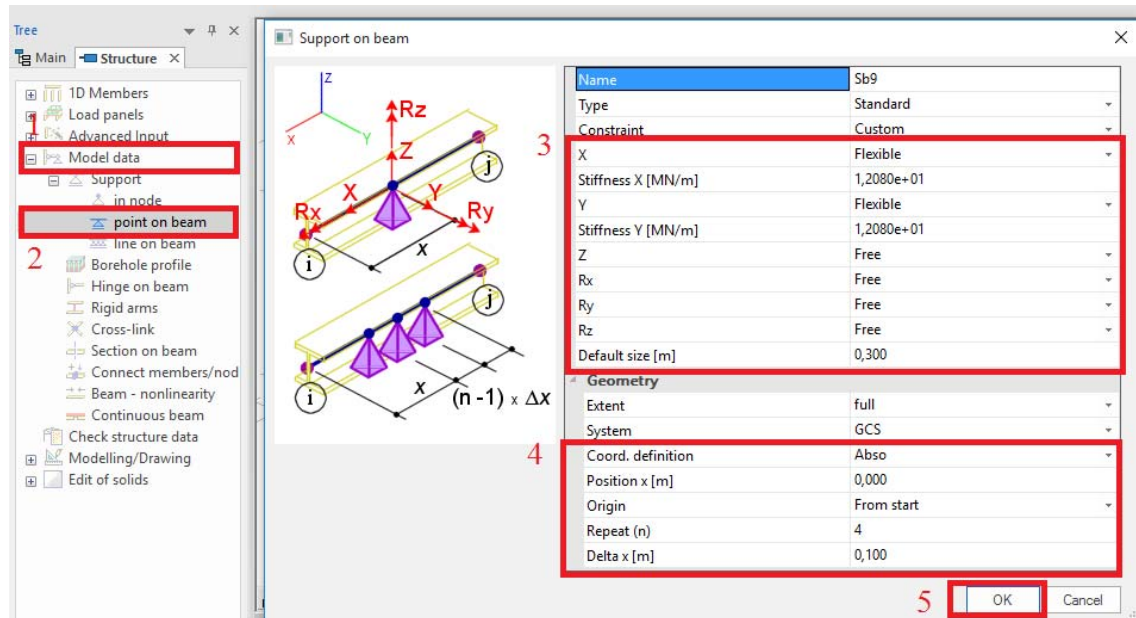 Tree
Main
Structure
1D Members
Load panels
1
Advanced Input
Model data
Support
in node
point on beam
2
line on beam
Borehole profile
Hinge on beam
Rigid arms
Cross-link
Section on beam
Connect members/nod
Beam - nonlinearity
Continuous beam
Check structure data
Modelling/Drawing
Edit of solids
Support on beam
Z
X
Y
Rz
Z
j
X
Y
Rx
Ry
x
i
j
x
(n -1) x Δx
i
Name Sb9
Type Standard
Constraint Custom
3
X Flexible
Stiffness X [MN/m] 1,2080e+01
Y Flexible
Stiffness Y [MN/m] 1,2080e+01
Z Free
Rx Free
Ry Free
Rz Free
Default size [m] 0,300
Geometry
Extent full
System GCS
4
Coord. definition Abso
Position x [m] 0,000
Origin From start
Repeat (n) 4
Delta x [m] 0,100
5
OK Cancel